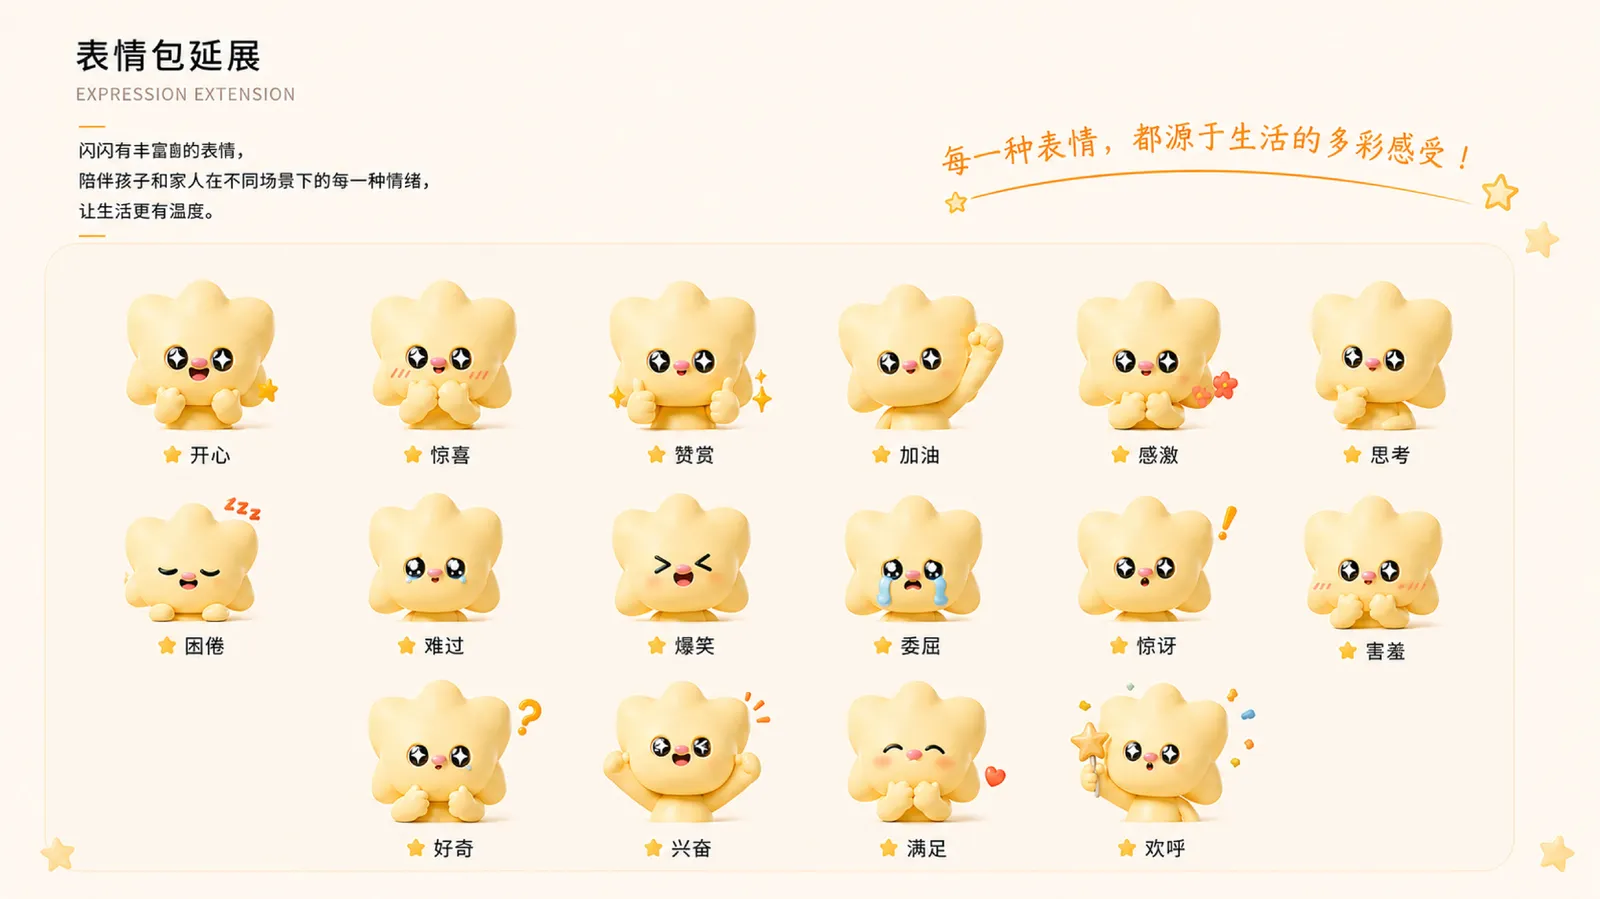 表情包延展
EXPRESSION EXTENSION
闪闪有丰富的表情，
陪伴孩子和家人在不同场景下的每一种情绪，
让生活更有温度。
每一种表情，都源于生活的多彩感受！
开心
惊喜
赞赏
加油
感激
思考
zzz
困倦
难过
爆笑
委屈
!
惊讶
害羞
?
好奇
兴奋
满足
欢呼